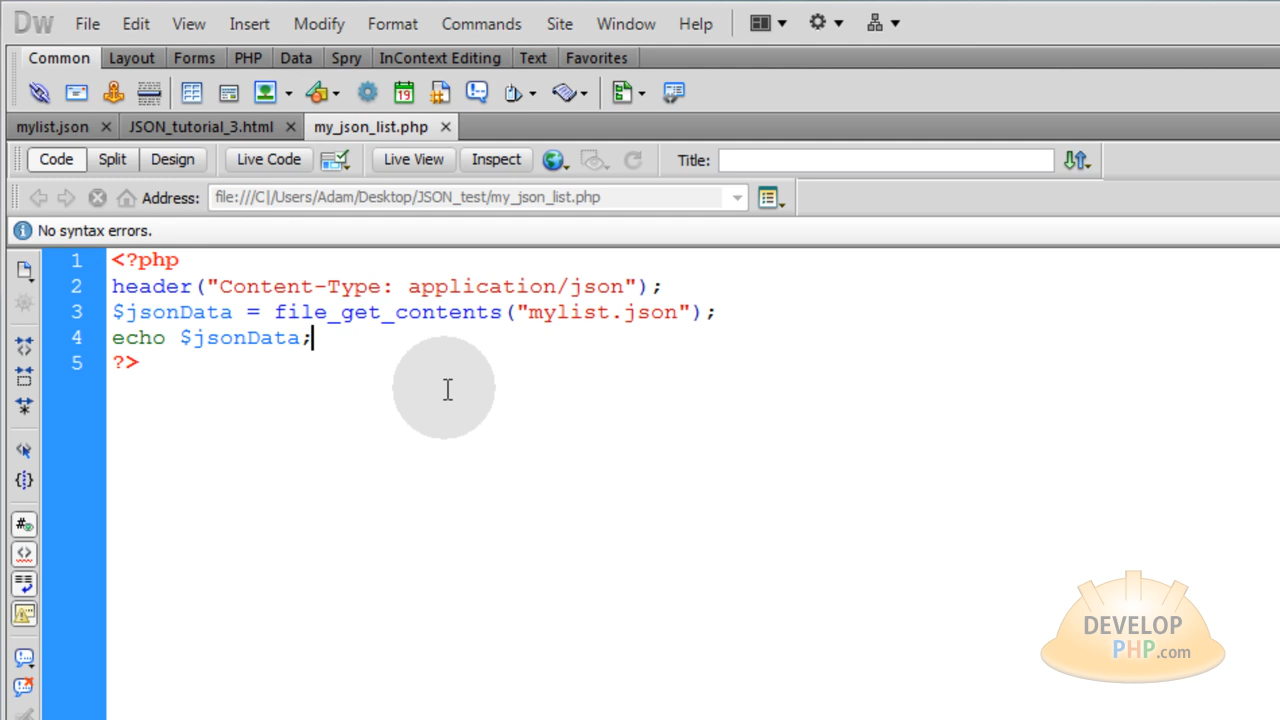 Dw File Edit View Insert Modify Format Commands Site Window Help
Common Layout Forms PHP Data Spry InContext Editing Text Favorites
19
mylist.json JSON_tutorial_3.html my_json_list.php
Code Split Design Live Code Live View Inspect Title:
Address: file:///C|/Users/Adam/Desktop/JSON_test/my_json_list.php
No syntax errors.
1 <?php
2 header("Content-Type: application/json");
3 $jsonData = file_get_contents("mylist.json");
4 echo $jsonData;
5 ?>
DEVELOP
PHP.com